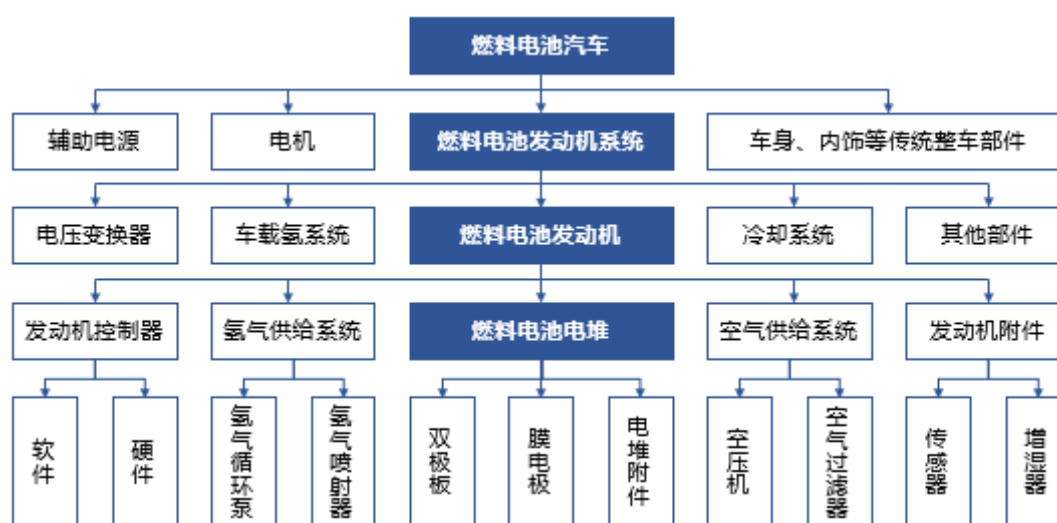 燃料电池汽车
辅助电源
电机
燃料电池发动机系统
车身、内饰等传统整车部件
电压变换器
车载氢系统
燃料电池发动机
冷却系统
其他部件
发动机控制器
氢气供给系统
燃料电池电堆
空气供给系统
发动机附件
软件
硬件
氢气循环泵
氢气喷射器
双极板
膜电极
电堆附件
空压机
空气过滤器
传感器
增湿器